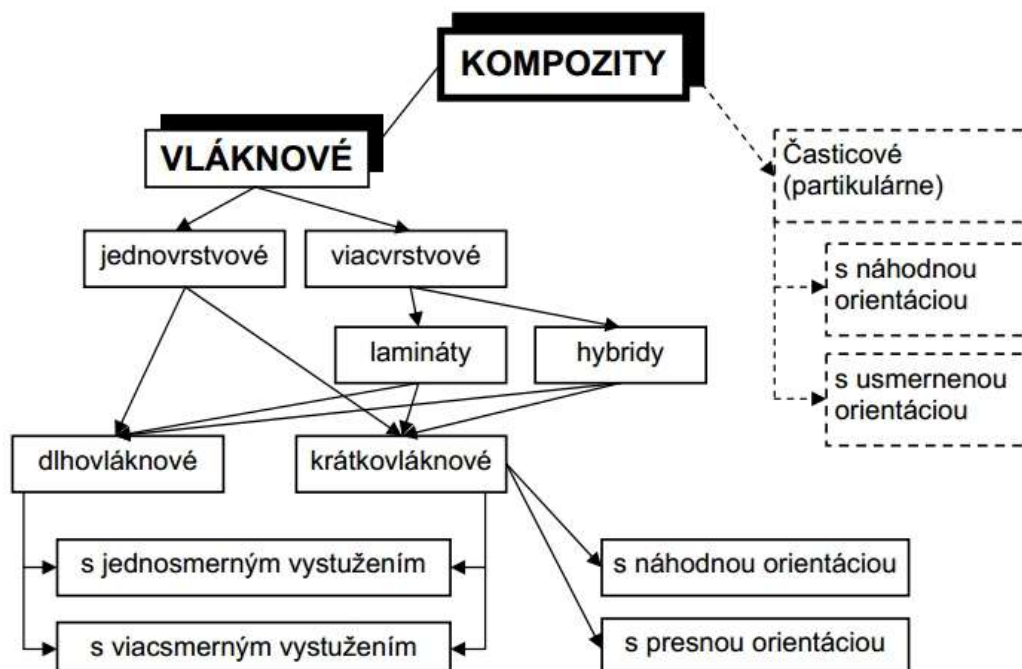 KOMPOZITY
VLÁKNOVÉ
Časticové
(partikulárne)
jednovrstvové
viacvrstvové
s náhodnou
orientáciou
lamináty
hybridy
s usmernenou
orientáciou
dlhovláknové
krátkovláknové
s jednosmerným vystužením
s náhodnou orientáciou
s viacsmerným vystužením
s presnou orientáciou